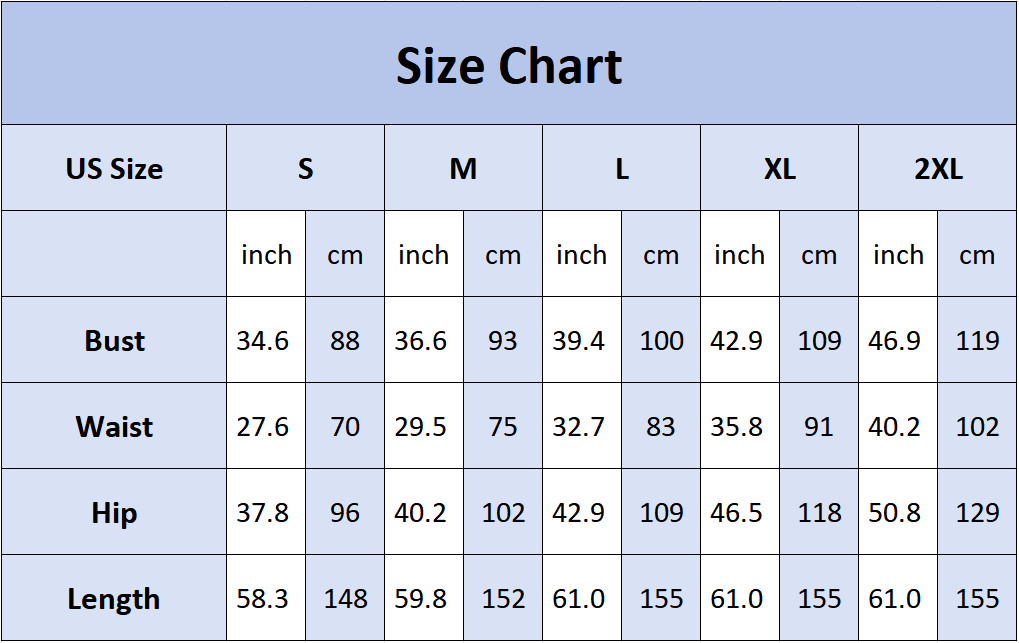 Size Chart
US Size S M L XL 2XL
inch cm inch cm inch cm inch cm inch cm
Bust 34.6 88 36.6 93 39.4 100 42.9 109 46.9 119
Waist 27.6 70 29.5 75 32.7 83 35.8 91 40.2 102
Hip 37.8 96 40.2 102 42.9 109 46.5 118 50.8 129
Length 58.3 148 59.8 152 61.0 155 61.0 155 61.0 155